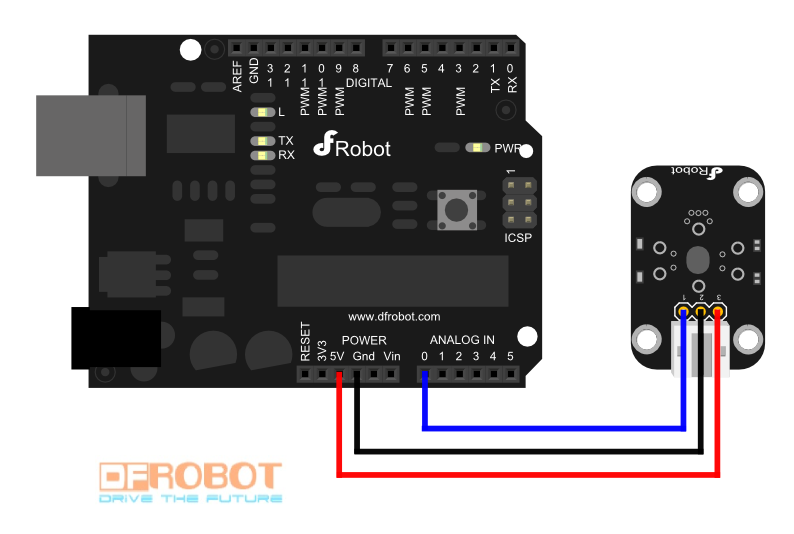 AREF
GND
13
12
11
10
9
8
7
6
5
4
3
2
1
0
DIGITAL
PWM
PWM
PWM
PWM
PWM
PWM
TX
RX
L
TX
RX
DFRobot
PWR
1
ICSP
www.dfrobot.com
RESET
3V3
POWER
5V Gnd Vin
ANALOG IN
0 1 2 3 4 5
DFRobot
1 2 3
DFROBOT
DRIVE THE FUTURE